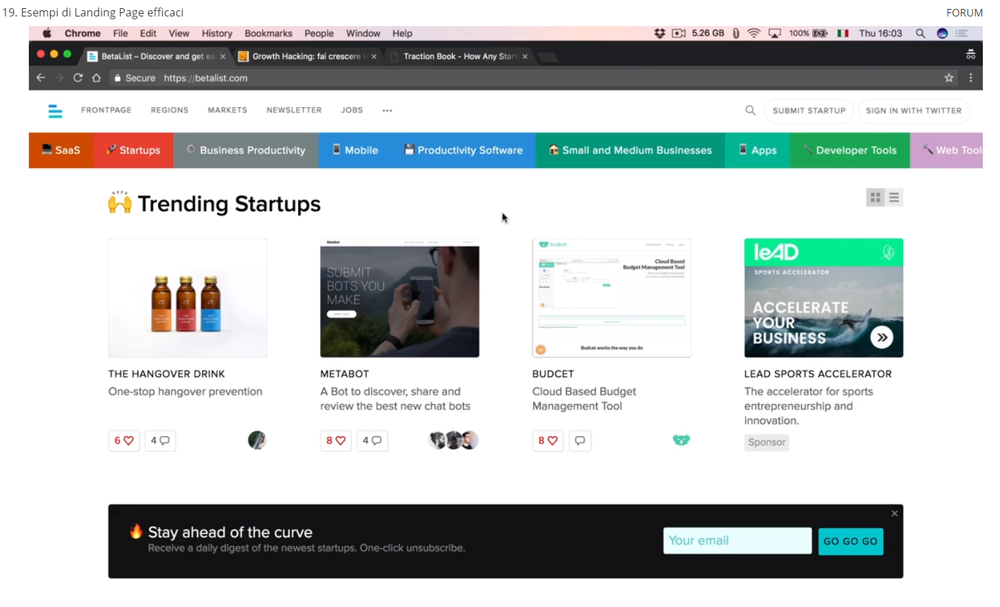 19. Esempi di Landing Page efficaci
FORUM
Chrome File Edit View History Bookmarks People Window Help
5.26 GB 100% Thu 16:03
BetaList – Discover and get ea
Growth Hacking: fai crescere l
Traction Book - How Any Start
Secure https://betalist.com
FRONTPAGE REGIONS MARKETS NEWSLETTER JOBS
SUBMIT STARTUP SIGN IN WITH TWITTER
SaaS Startups Business Productivity Mobile Productivity Software Small and Medium Businesses Apps Developer Tools Web Tool
Trending Startups
Metabot
SUBMIT
BOTS YOU
MAKE
budcet
Cloud Based
Budget Management Tool
Budcet works the way you do
leAD
SPORTS ACCELERATOR
ACCELERATE
YOUR
BUSINESS
THE HANGOVER DRINK
One-stop hangover prevention
6 4
METABOT
A Bot to discover, share and
review the best new chat bots
8 4
BUDCET
Cloud Based Budget
Management Tool
8
LEAD SPORTS ACCELERATOR
The accelerator for sports
entrepreneurship and
innovation.
Sponsor
Stay ahead of the curve
Receive a daily digest of the newest startups. One-click unsubscribe.
Your email
GO GO GO